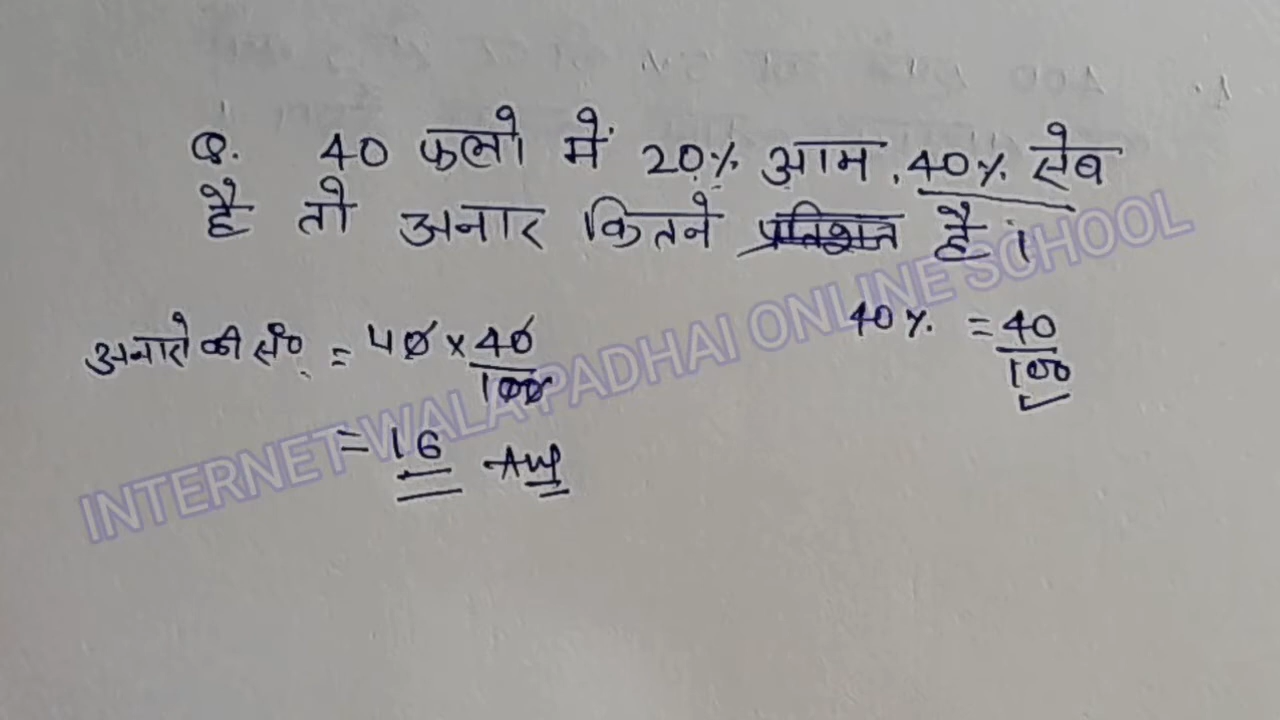 Q. 40 फलो में 20% आम, 40% सेब
है तो अनार कितने प्रतिशत है।
अनारो की सं० = 40 × 40/100
40% = 40/100
= 16 Ans
INTERNET WALA PADHAI ONLINE SCHOOL